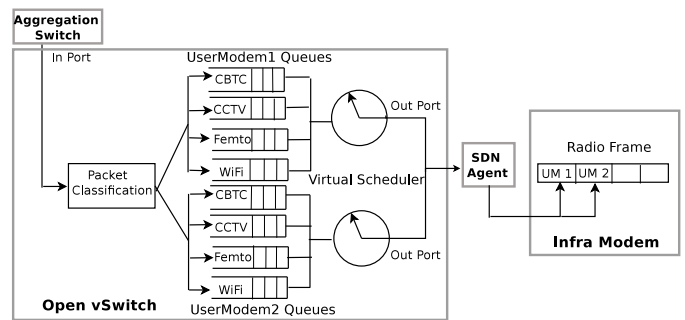 Aggregation
Switch
In Port
UserModem1 Queues
CBTC
CCTV
Femto
WiFi
Out Port
Packet
Classification
Virtual Scheduler
CBTC
CCTV
Femto
WiFi
Out Port
UserModem2 Queues
Open vSwitch
SDN
Agent
Radio Frame
UM 1
UM 2
Infra Modem